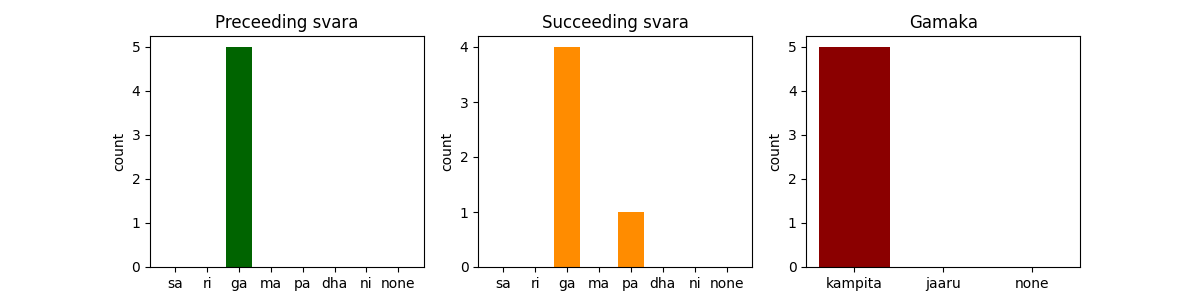 Preceeding svara
count
5
4
3
2
1
0
sa ri ga ma pa dha ni none
Succeeding svara
count
4
3
2
1
0
sa ri ga ma pa dha ni none
Gamaka
count
5
4
3
2
1
0
kampita jaaru none